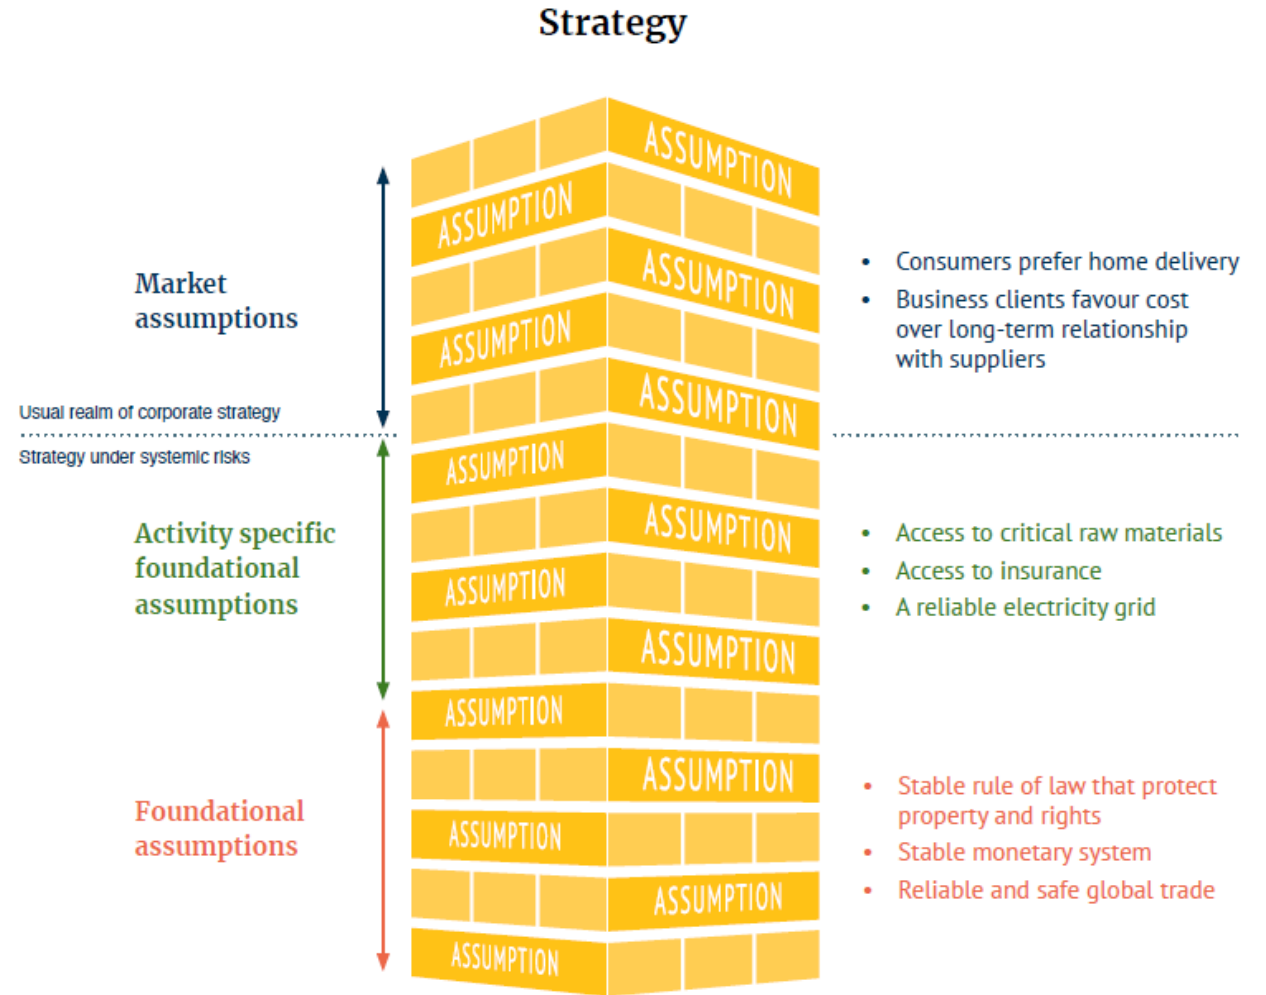 Strategy
ASSUMPTION
ASSUMPTION
ASSUMPTION
ASSUMPTION
ASSUMPTION
ASSUMPTION
ASSUMPTION
ASSUMPTION
ASSUMPTION
ASSUMPTION
ASSUMPTION
ASSUMPTION
ASSUMPTION
ASSUMPTION
Market
assumptions
• Consumers prefer home delivery
• Business clients favour cost
over long-term relationship
with suppliers
Usual realm of corporate strategy
Strategy under systemic risks
Activity specific
foundational
assumptions
• Access to critical raw materials
• Access to insurance
• A reliable electricity grid
Foundational
assumptions
• Stable rule of law that protect
property and rights
• Stable monetary system
• Reliable and safe global trade